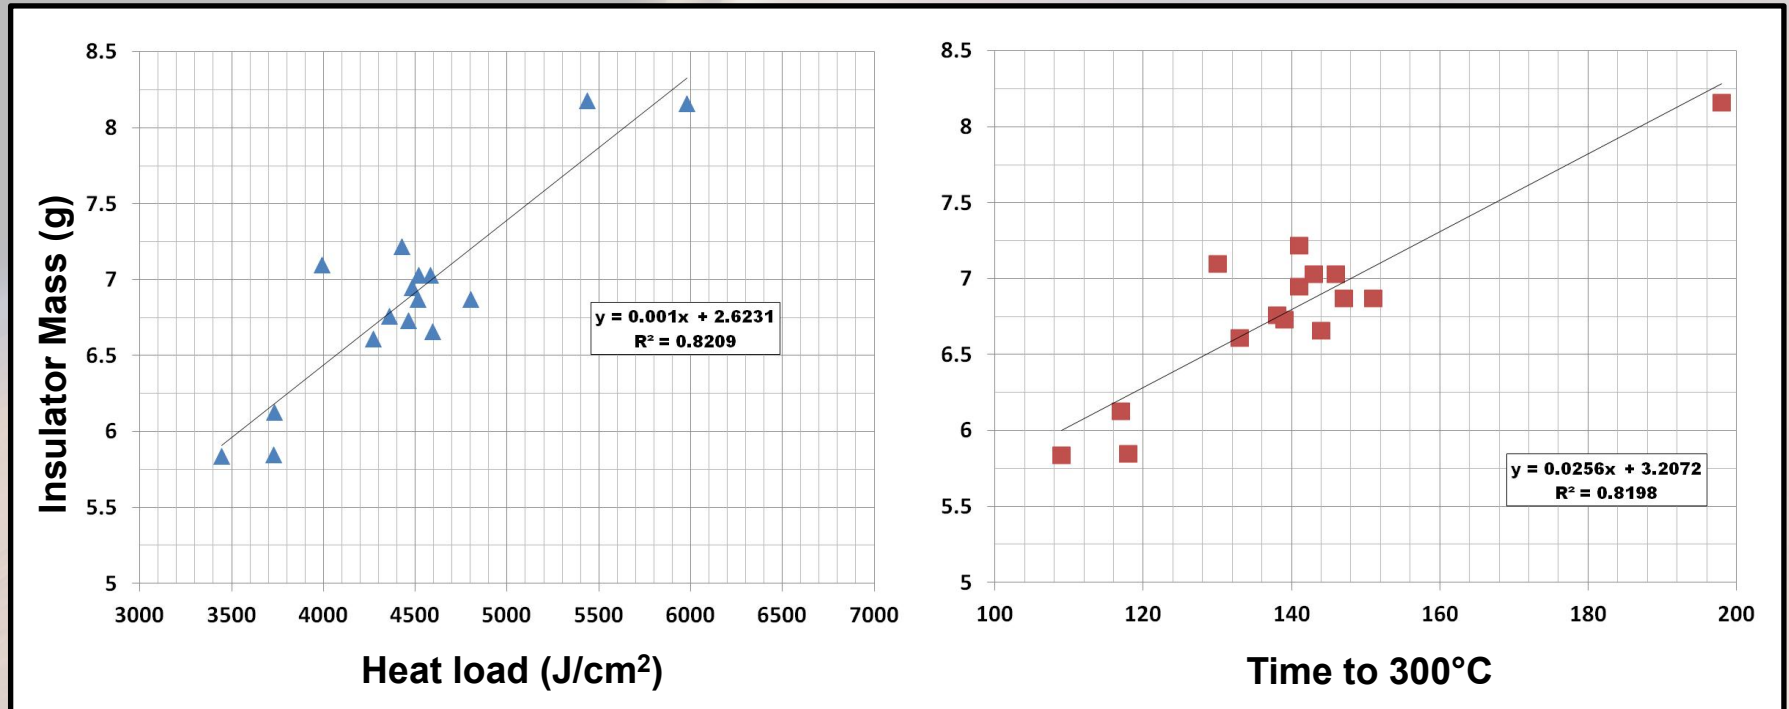 Insulator Mass (g)
8.5
8
7.5
7
6.5
6
5.5
5
3000 3500 4000 4500 5000 5500 6000 6500 7000
Heat load (J/cm²)
y = 0.001x + 2.6231
R² = 0.8209
8.5
8
7.5
7
6.5
6
5.5
5
100 120 140 160 180 200
Time to 300°C
y = 0.0256x + 3.2072
R² = 0.8198